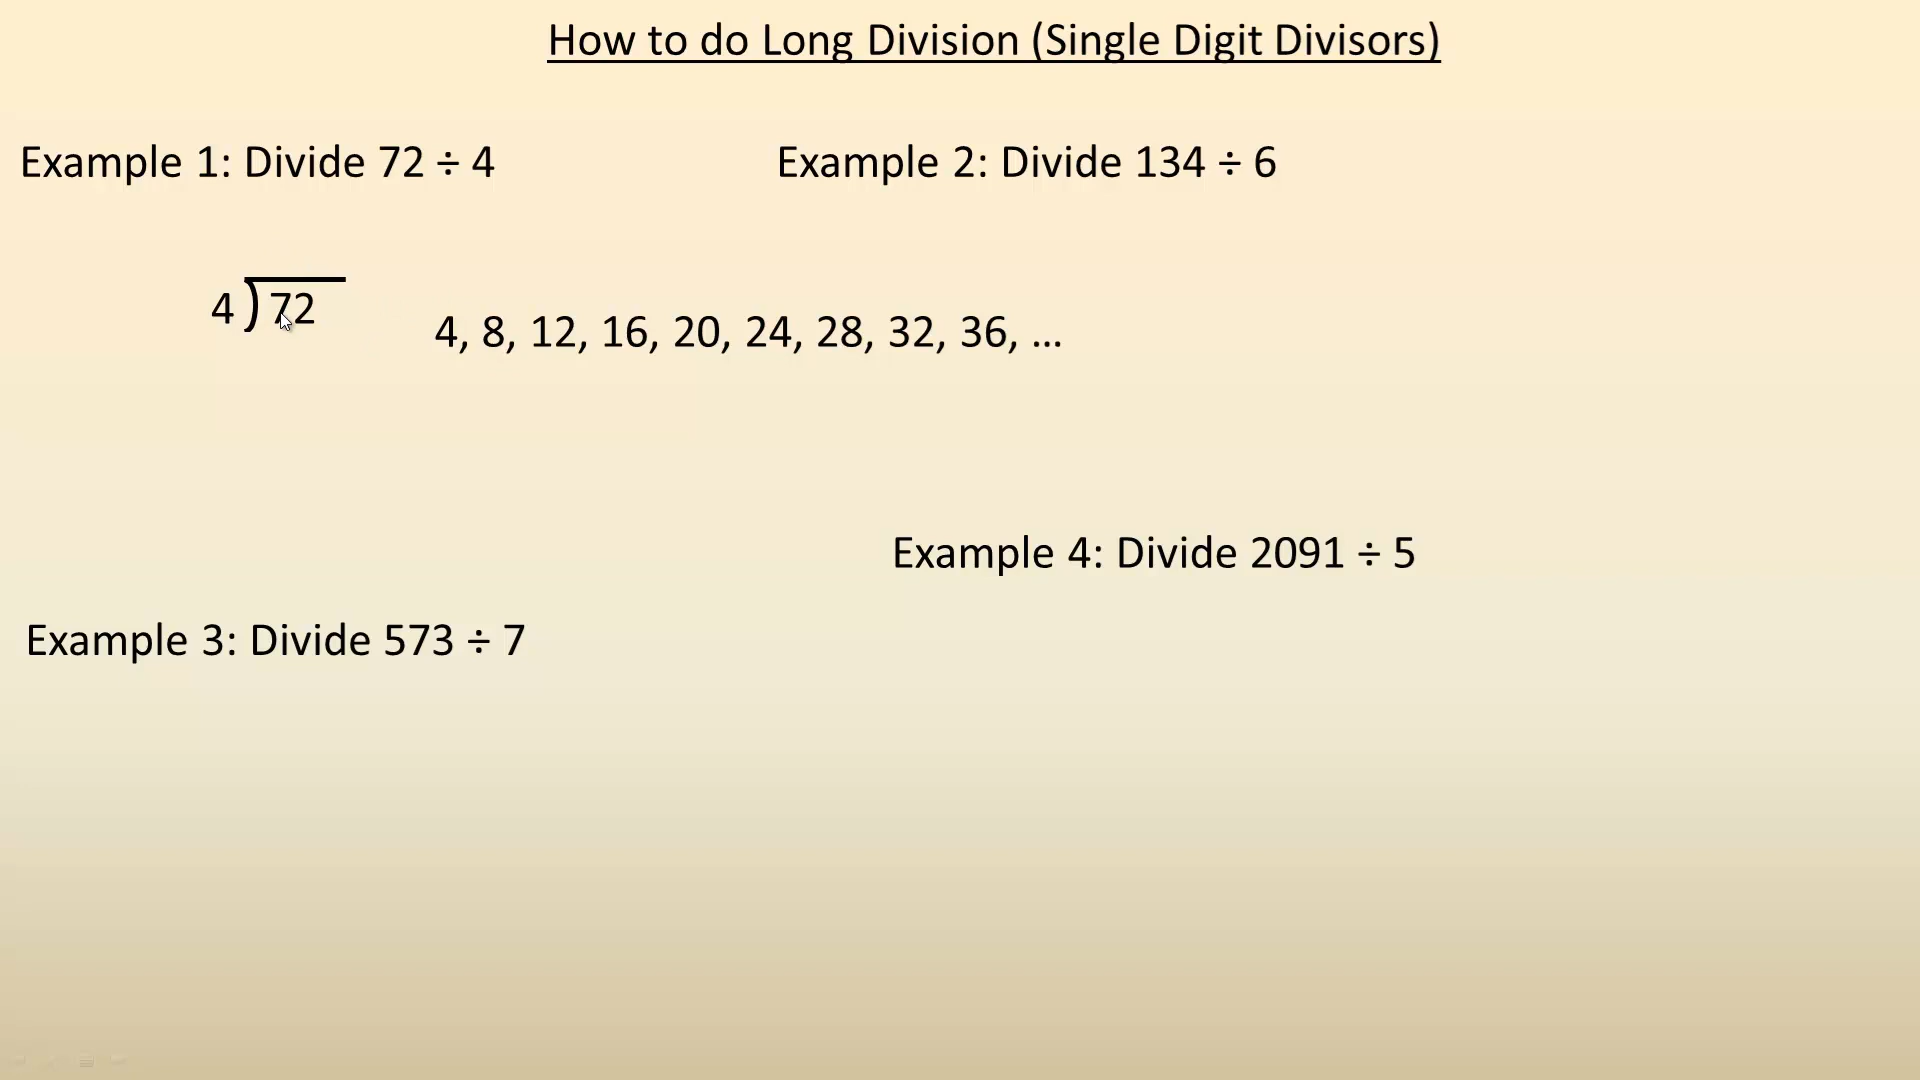 How to do Long Division (Single Digit Divisors)
Example 1: Divide 72 ÷ 4
Example 2: Divide 134 ÷ 6
4 ) 72
4, 8, 12, 16, 20, 24, 28, 32, 36, ...
Example 4: Divide 2091 ÷ 5
Example 3: Divide 573 ÷ 7